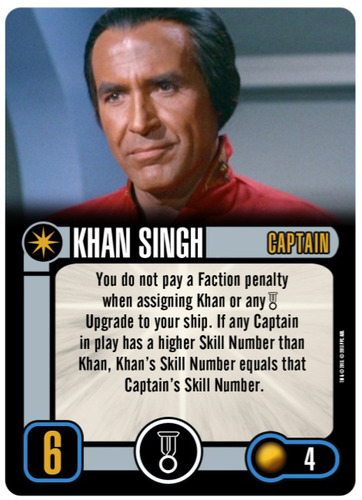 KHAN SINGH
CAPTAIN
You do not pay a Faction penalty
when assigning Khan or any
Upgrade to your ship. If any Captain
in play has a higher Skill Number than
Khan, Khan's Skill Number equals that
Captain's Skill Number.
6
4